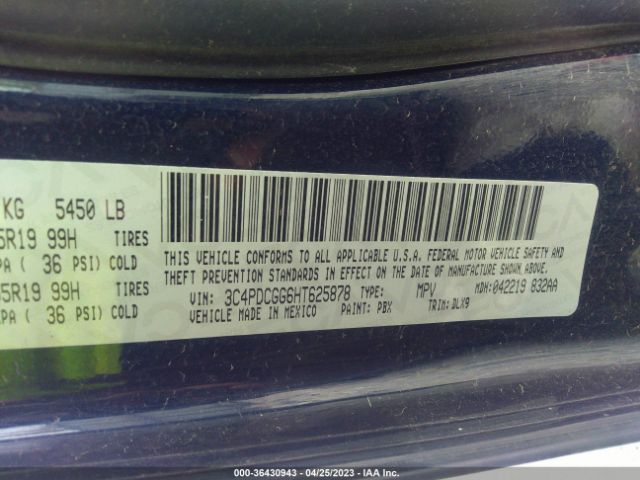 KG 5450 LB
5R19 99H TIRES
PA ( 36 PSI) COLD
5R19 99H TIRES
PA ( 36 PSI) COLD
THIS VEHICLE CONFORMS TO ALL APPLICABLE U.S.A. FEDERAL MOTOR VEHICLE SAFETY AND
THEFT PREVENTION STANDARDS IN EFFECT ON THE DATE OF MANUFACTURE SHOWN ABOVE.
VIN: 3C4PDCGG6HT625878 TYPE: MPV MDH: 042219 832AA
VEHICLE MADE IN MEXICO PAINT: PBX TRIM: DLX9
000-36430943 - 04/25/2023 - IAA Inc.